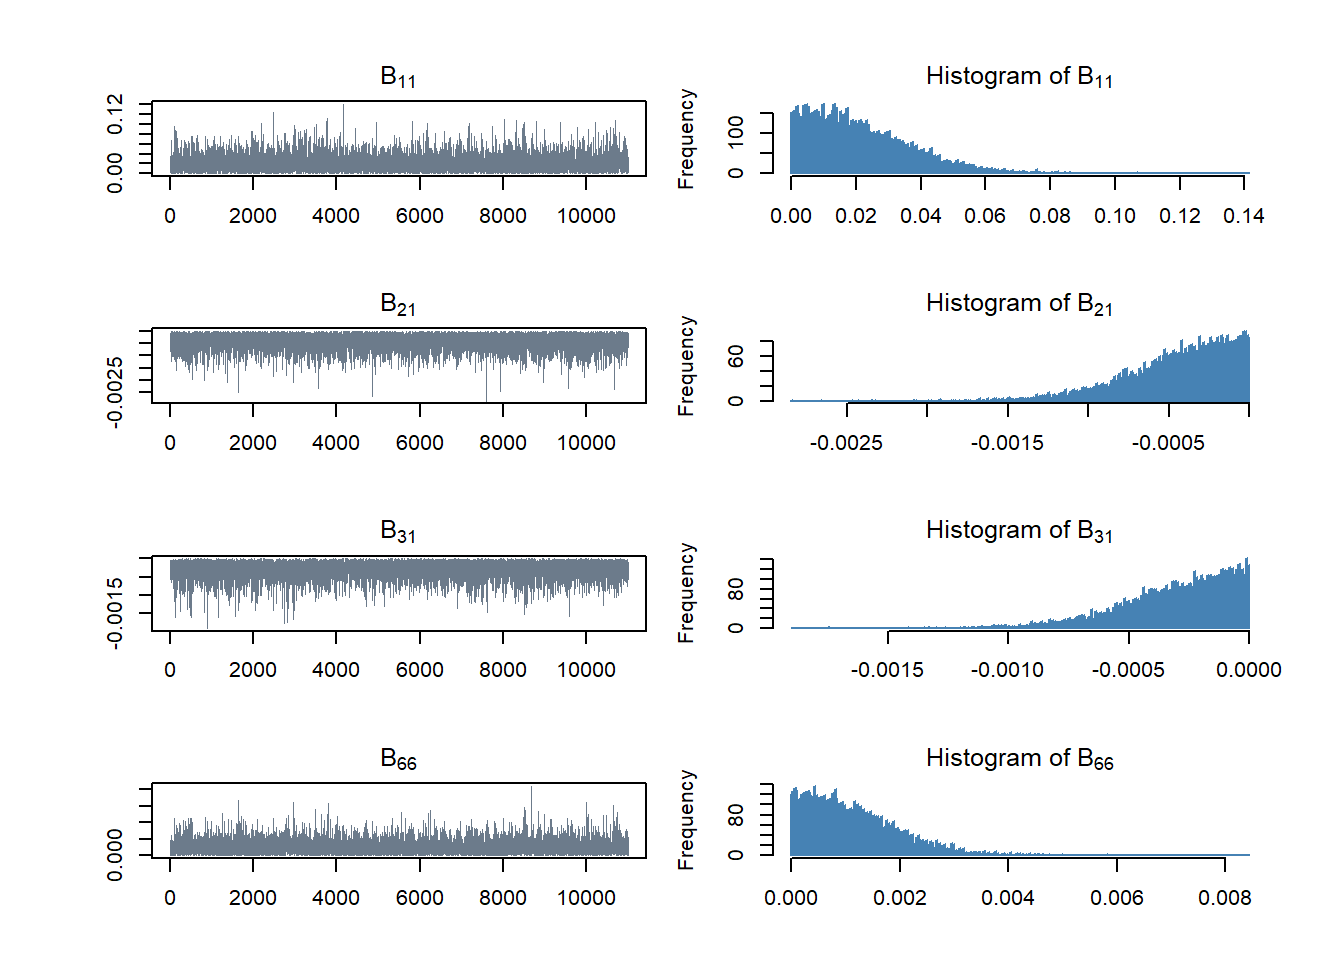 B11
0.00 0.12
0 2000 4000 6000 8000 10000
Histogram of B11
Frequency
0 100
0.00 0.02 0.04 0.06 0.08 0.10 0.12 0.14
B21
-0.0025
0 2000 4000 6000 8000 10000
Histogram of B21
Frequency
0 60
-0.0025 -0.0015 -0.0005
B31
-0.0015
0 2000 4000 6000 8000 10000
Histogram of B31
Frequency
0 80
-0.0015 -0.0010 -0.0005 0.0000
B66
0.000
0 2000 4000 6000 8000 10000
Histogram of B66
Frequency
0 80
0.000 0.002 0.004 0.006 0.008